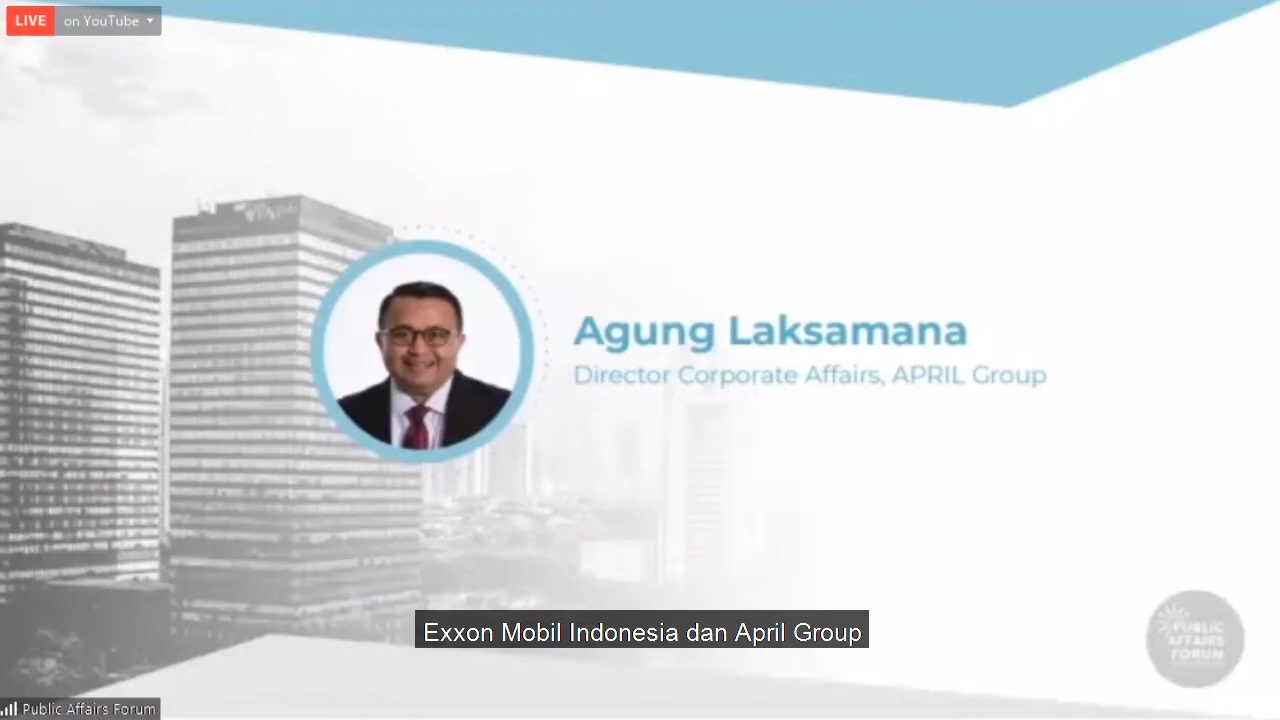 LIVE on YouTube
Agung Laksamana
Director Corporate Affairs, APRIL Group
Exxon Mobil Indonesia dan April Group
PUBLIC
AFFAIRS
FORUM
Public Affairs Forum